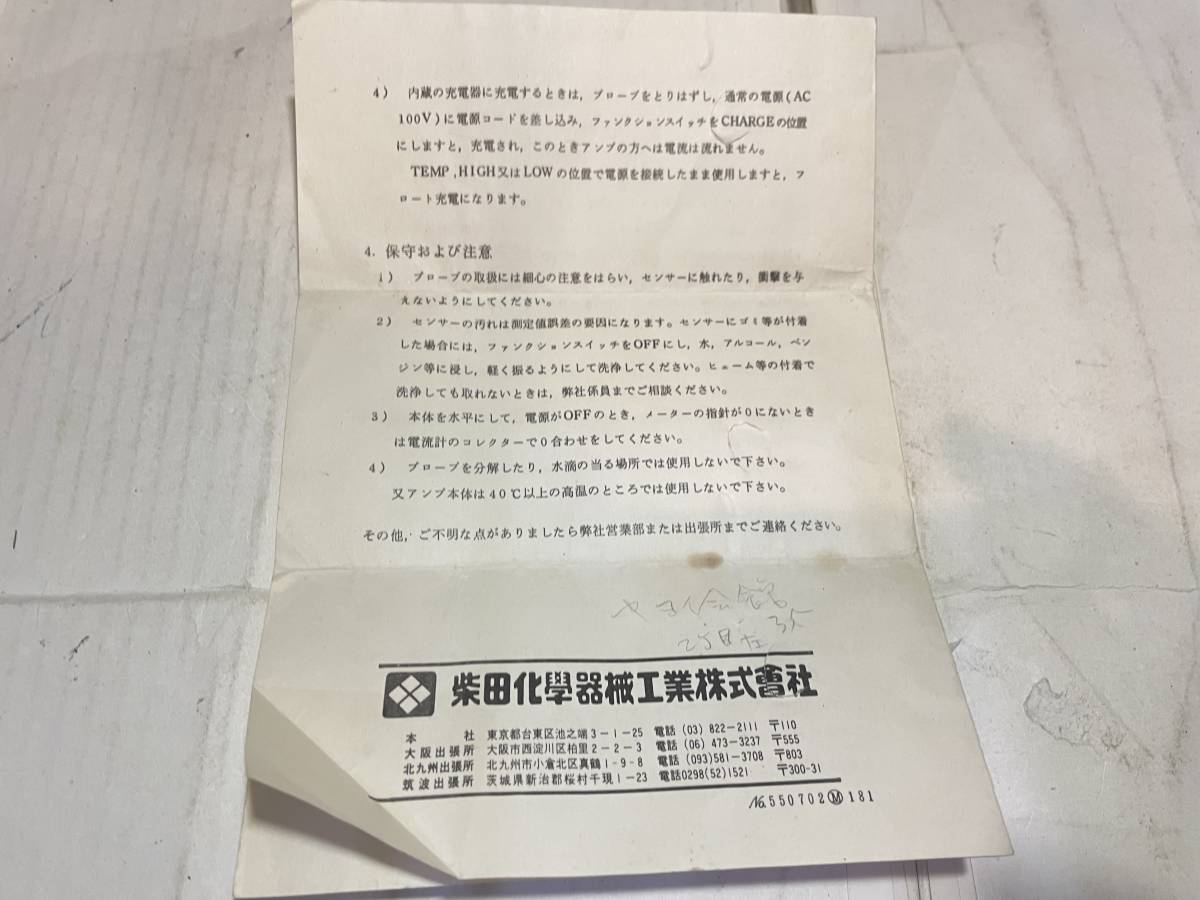 4) 内蔵の充電器に充電するときは,プローブをとりはずし,通常の電源(AC
100V)に電源コードを差し込み,ファンクションスイッチをCHARGEの位置
にしますと,充電され,このときアンプの方へは電流は流れません。
TEMP,HIGH又はLOWの位置で電源を接続したまま使用しますと,フ
ロート充電になります。
4. 保守および注意
1) プローブの取扱には細心の注意をはらい,センサーに触れたり,衝撃を与
えないようにしてください。
2) センサーの汚れは測定値誤差の要因になります。センサーにゴミ等が付着
した場合には,ファンクションスイッチをOFFにし,水,アルコール,ベン
ジン等に浸し,軽く振るようにして洗浄してください。ヒューム等の付着で
洗浄しても取れないときは,弊社係員までご相談ください。
3) 本体を水平にして,電源がOFFのとき,メーターの指針が0にないとき
は電流計のコレクターで0合わせをしてください。
4) プローブを分解したり,水滴の当る場所では使用しないで下さい。
又アンプ本体は40℃以上の高温のところでは使用しないで下さい。
その他,ご不明な点がありましたら弊社営業部または出張所までご連絡ください。
会館
柴田化學器械工業株式會社
本社 東京都台東区池之端3-1-25 電話(03)822-2111 〒110
大阪出張所 大阪市西淀川区柏里2-2-3 電話(06)473-3237 〒555
北九州出張所 北九州市小倉北区真鶴1-9-8 電話(093)581-3708 〒803
筑波出張所 茨城県新治郡桜村千現1-23 電話0298(52)1521 〒300-31
No.550702Ⓜ181